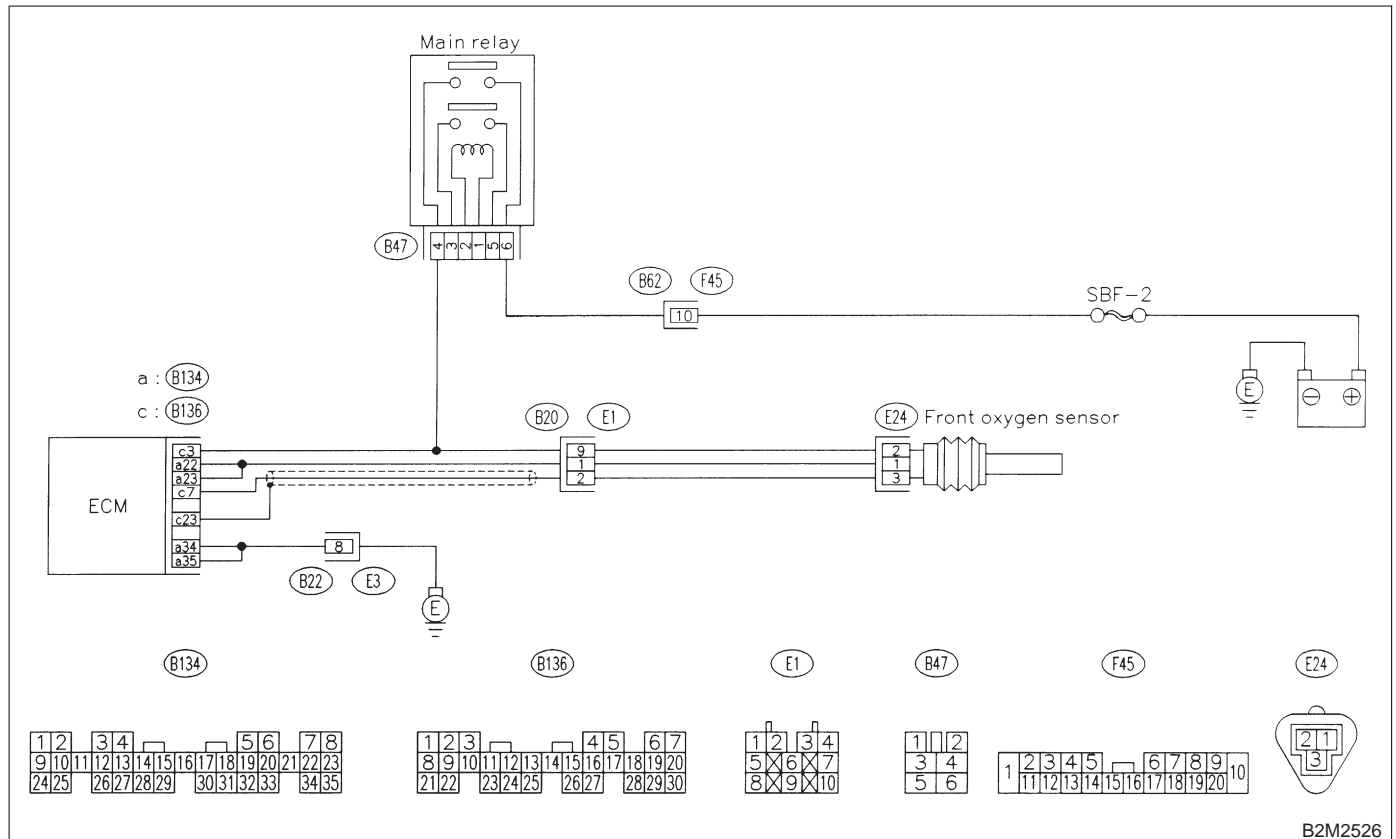 Main relay
B47
4 3 2 1 5 6
B62 F45
10
SBF-2
E
⊖ ⊕
a : B134
c : B136
B20 E1
E24 Front oxygen sensor
ECM
c3
a22
a23
c7
c23
a34
a35
9
1
2
2
1
3
8
B22 E3
E
B134
B136
E1
B47
F45
E24
1 2 3 4 5 6 7 8
9 10 11 12 13 14 15 16 17 18 19 20 21 22 23
24 25 26 27 28 29 30 31 32 33 34 35
1 2 3 4 5 6 7
8 9 10 11 12 13 14 15 16 17 18 19 20
21 22 23 24 25 26 27 28 29 30
1 2 3 4
5 6 7
8 9 10
1 2
3 4
5 6
1 2 3 4 5 6 7 8 9 10
11 12 13 14 15 16 17 18 19 20
2 1
3
B2M2526